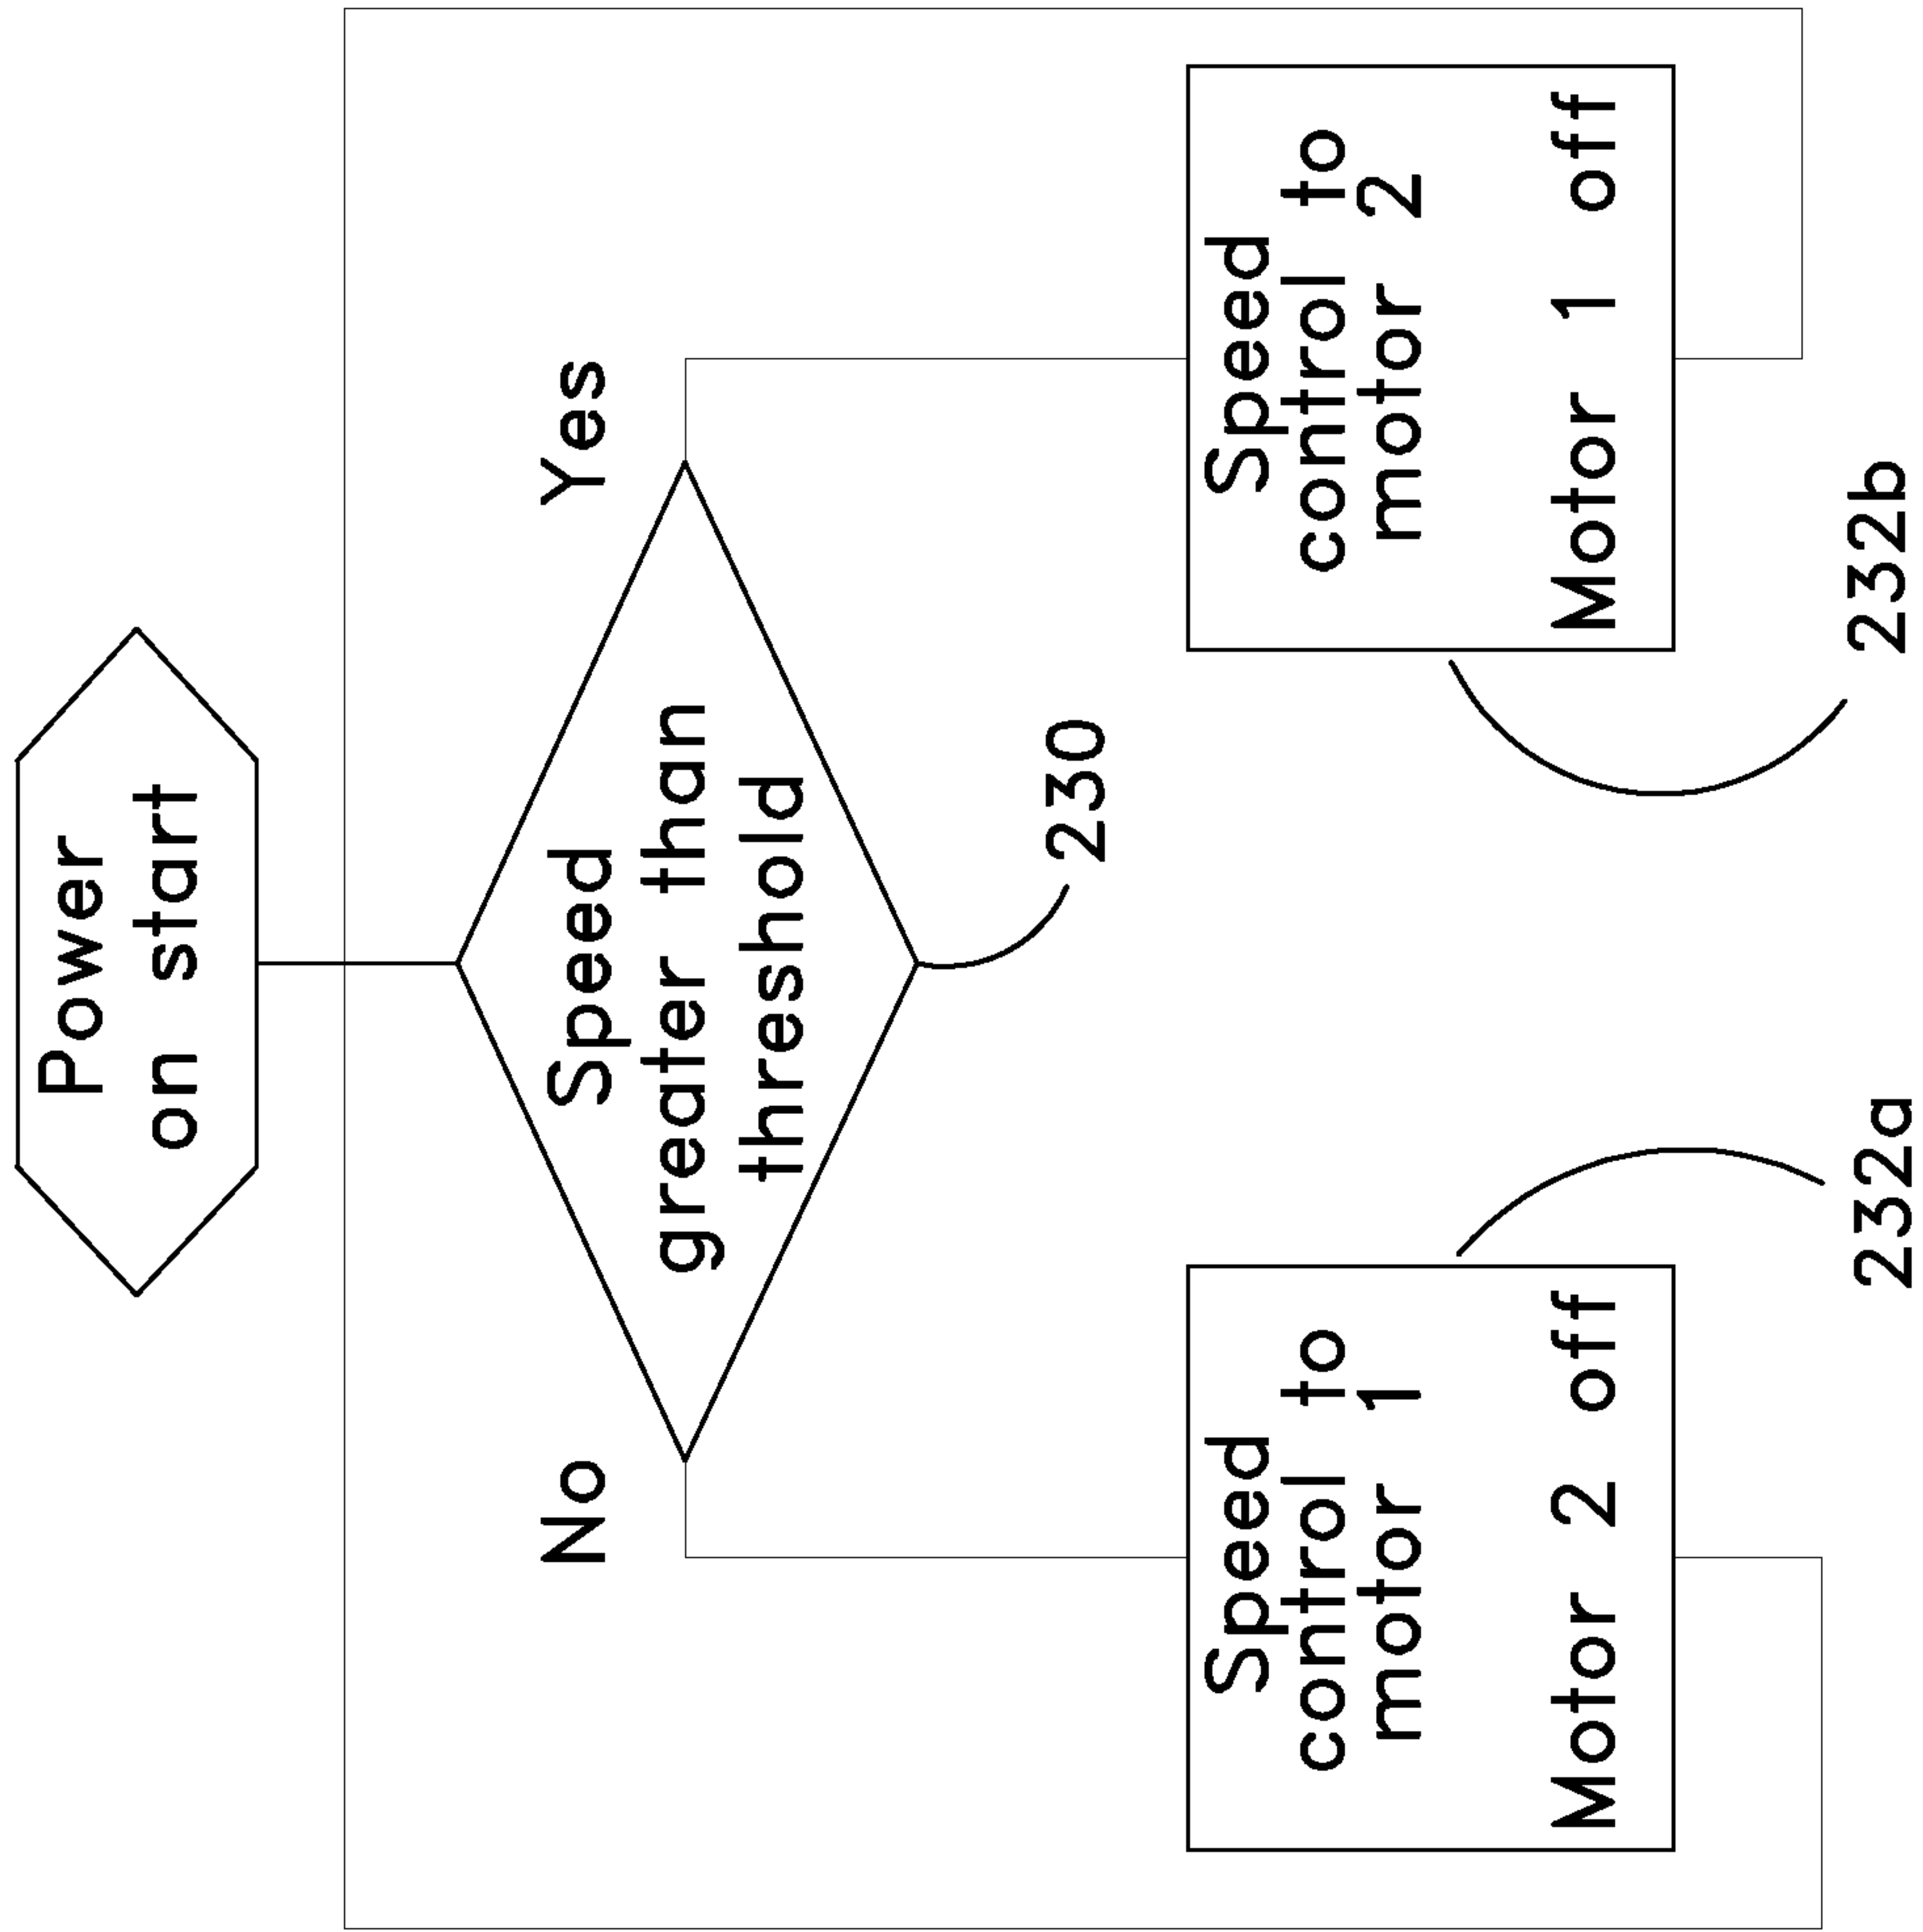 Power
on start
No
Yes
Speed
greater than
threshold
230
Speed
control to
motor 1
Motor 2 off
232a
Speed
control to
motor 2
Motor 1 off
232b